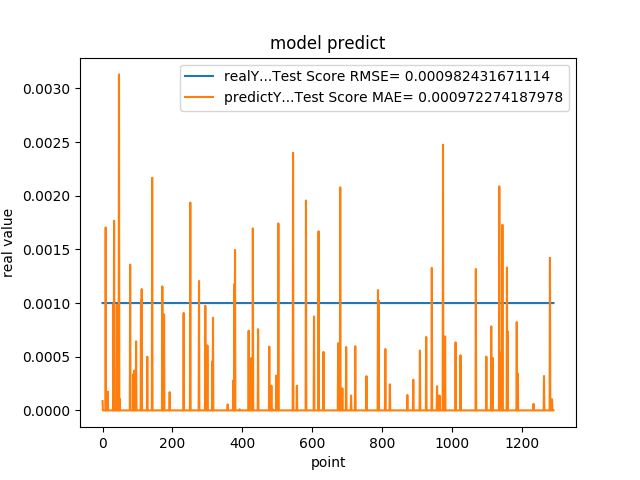 model predict
realY...Test Score RMSE= 0.000982431671114
predictY...Test Score MAE= 0.000972274187978
0.0030
0.0025
0.0020
0.0015
0.0010
0.0005
0.0000
real value
0 200 400 600 800 1000 1200
point